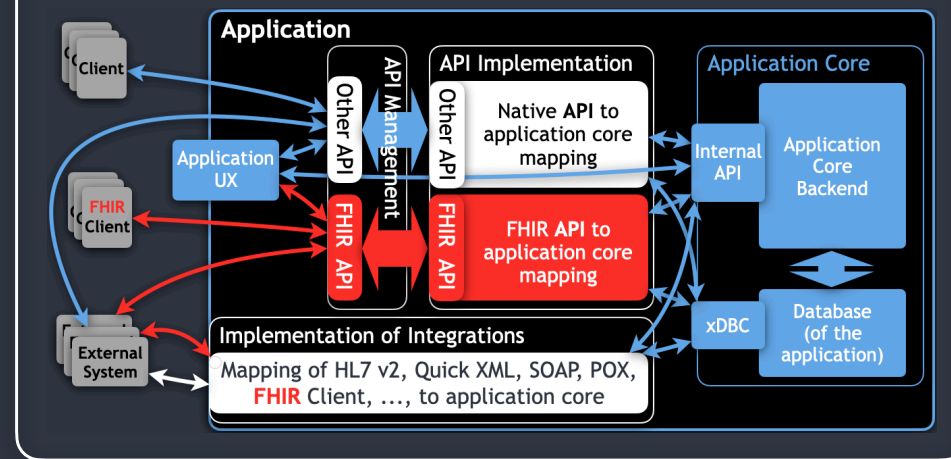 Application
Client
API Management
Other API
FHIR API
API Implementation
Other API
Native API to
application core
mapping
FHIR API
FHIR API to
application core
mapping
Application
UX
FHIR
Client
External
System
Implementation of Integrations
Mapping of HL7 v2, Quick XML, SOAP, POX,
FHIR Client, ..., to application core
Application Core
Internal
API
Application
Core
Backend
xDBC
Database
(of the
application)